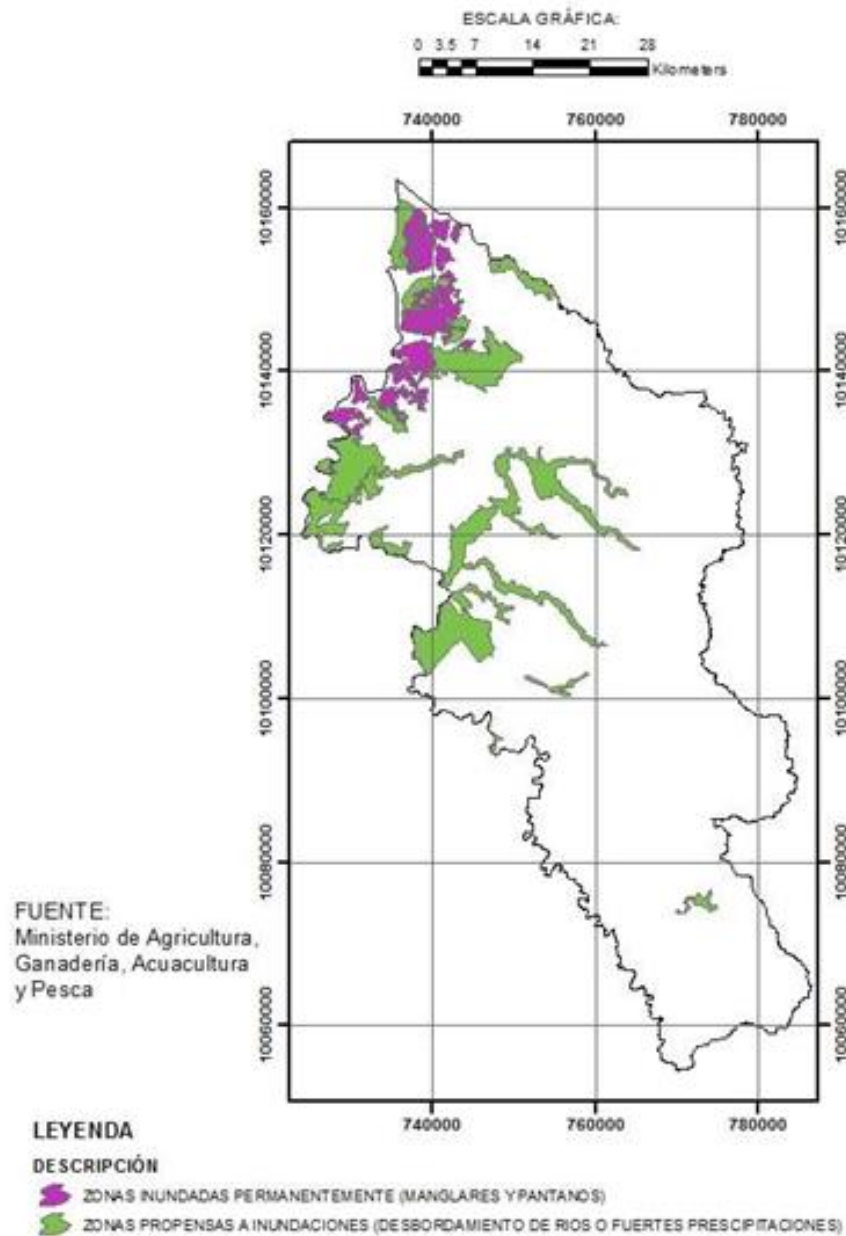 ESCALA GRÁFICA:
0 3.5 7 14 21 28
Kilometers
740000 760000 780000
10160000 10160000
10140000 10140000
10120000 10120000
10100000 10100000
10080000 10080000
10060000 10060000
740000 760000 780000
FUENTE:
Ministerio de Agricultura,
Ganadería, Acuacultura
y Pesca
LEYENDA
DESCRIPCIÓN
ZONAS INUNDADAS PERMANENTEMENTE (MANGLARES Y PANTANOS)
ZONAS PROPENSAS A INUNDACIONES (DESBORDAMIENTO DE RIOS O FUERTES PRESCIPITACIONES)